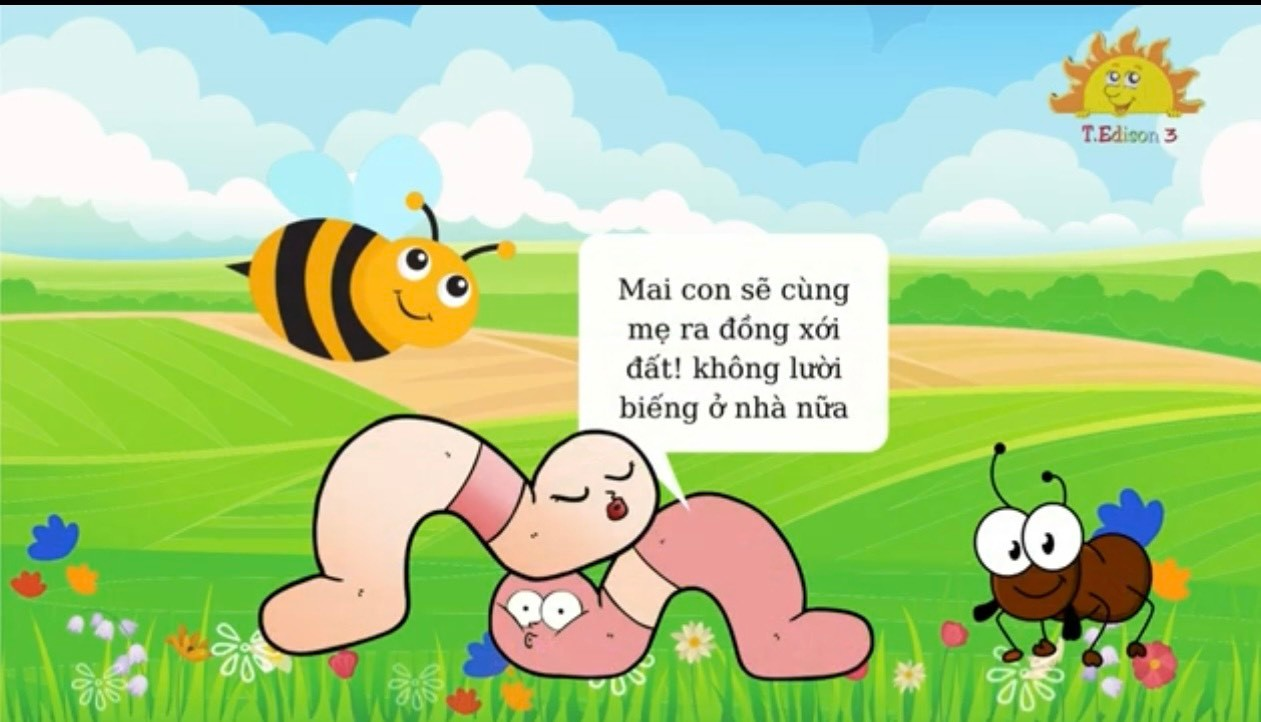 T.Edison 3
Mai con sẽ cùng
mẹ ra đồng xới
đất! không lười
biếng ở nhà nữa